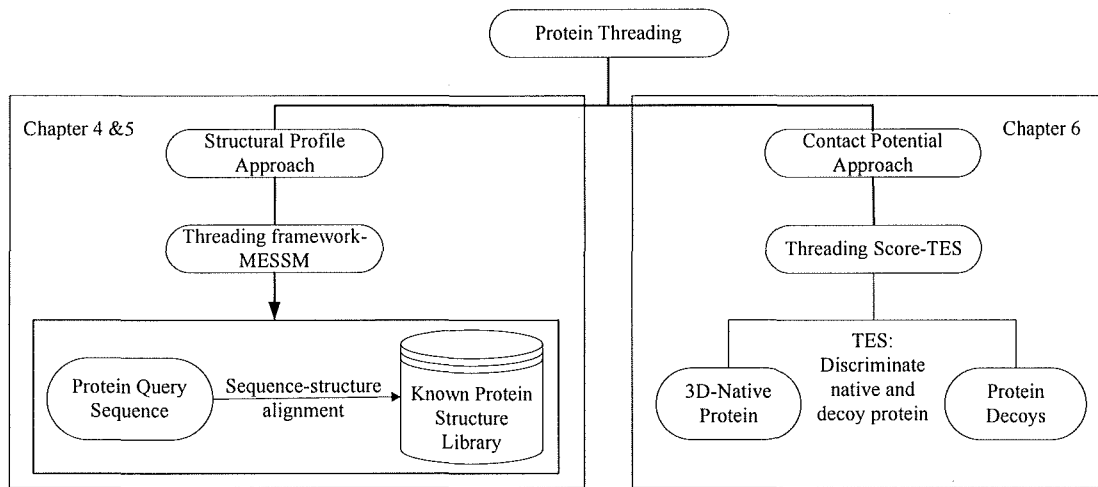 Protein Threading
Chapter 4 &5
Structural Profile
Approach
Threading framework-
MESSM
Protein Query
Sequence
Sequence-structure
alignment
Known Protein
Structure
Library
Chapter 6
Contact Potential
Approach
Threading Score-TES
3D-Native
Protein
TES:
Discriminate
native and
decoy protein
Protein
Decoys